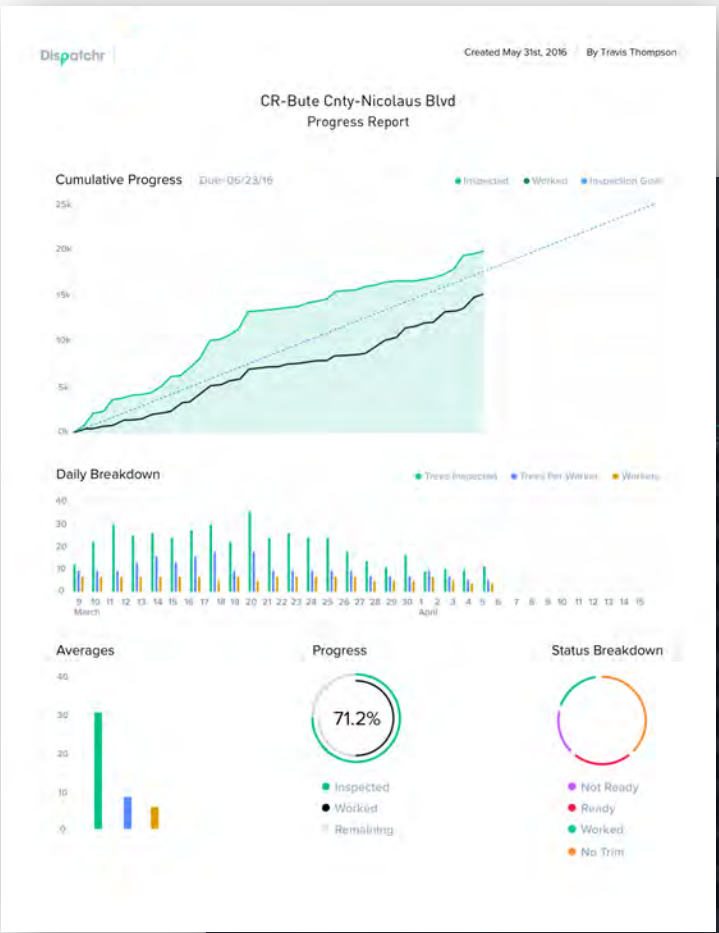 Dispatchr
Created May 31st, 2016 By Travis Thompson
CR-Bute Cnty-Nicolaus Blvd
Progress Report
Cumulative Progress Due: 06/23/16 Inspected Worked Inspection Goal
25k
20k
15k
10k
5k
0k
Daily Breakdown Trees Inspected Trees Per Worker Workers
40
30
20
10
0
9 10 11 12 13 14 15 16 17 18 19 20 21 22 23 24 25 26 27 28 29 30 1 2 3 4 5 6 7 8 9 10 11 12 13 14 15
March April
Averages Progress Status Breakdown
40
30
20
10
0
71.2%
Inspected
Worked
Remaining
Not Ready
Ready
Worked
No Trim